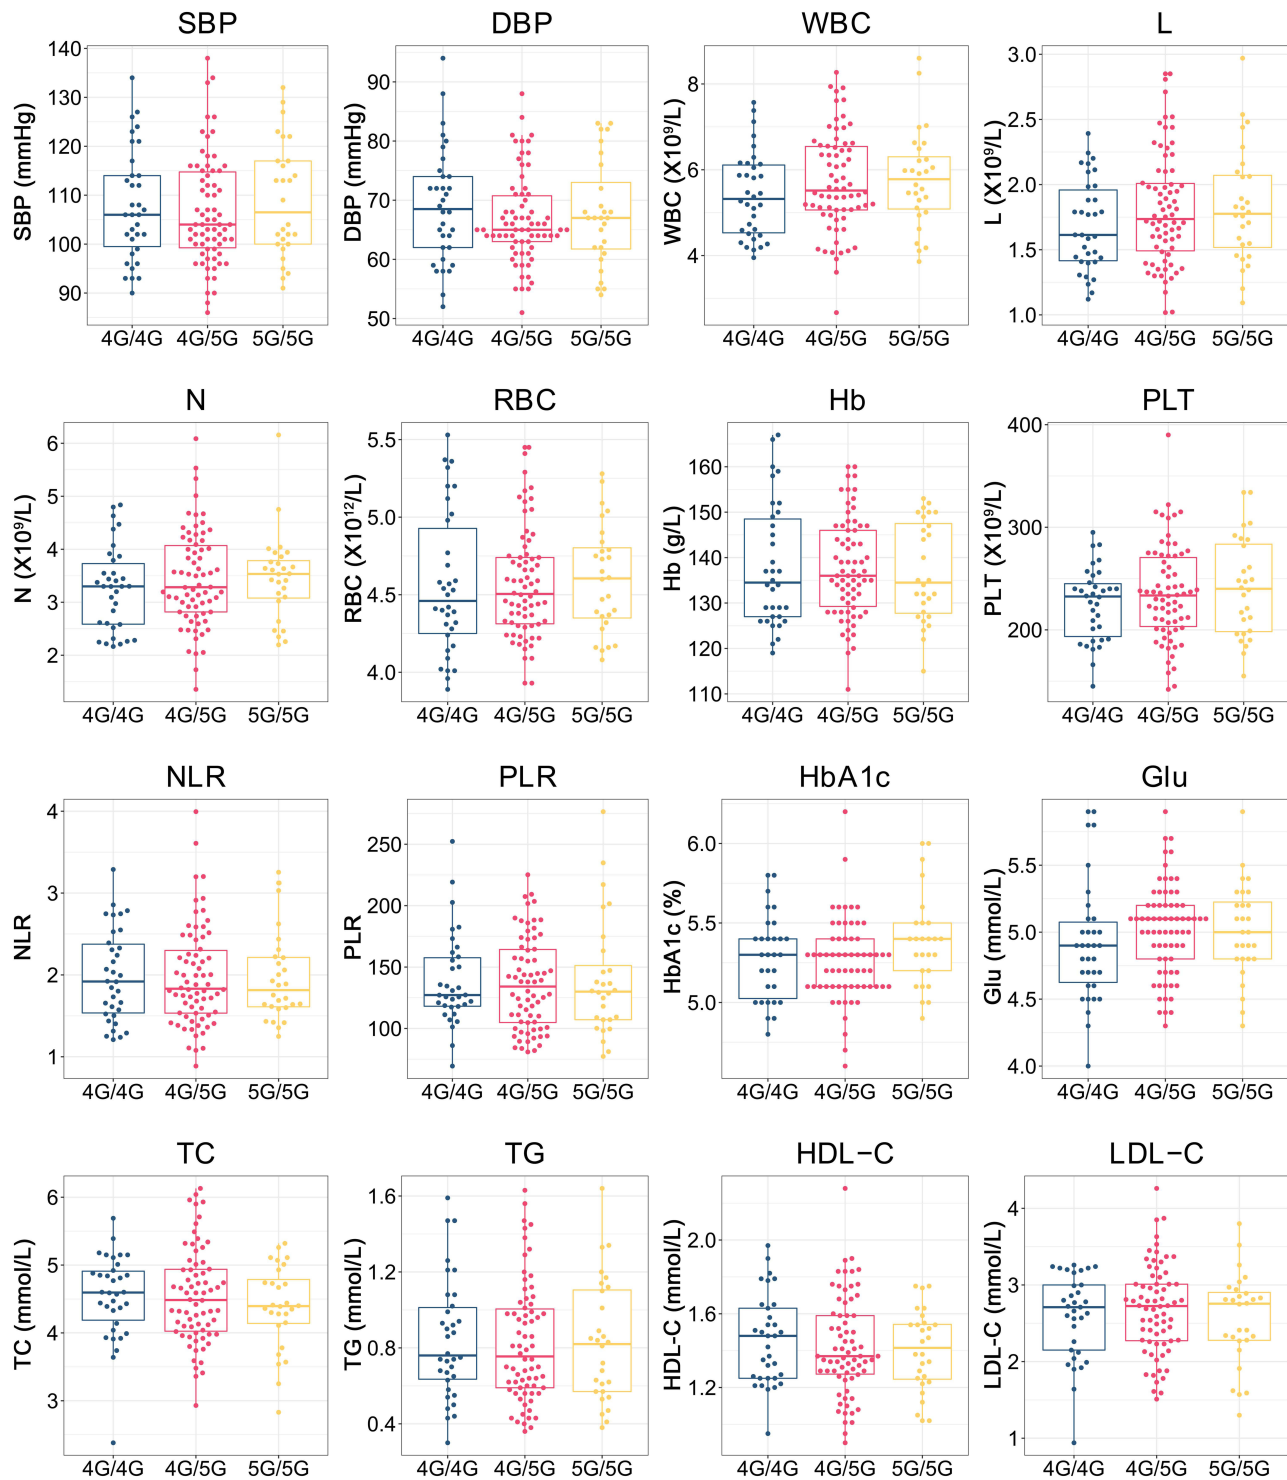 SBP
DBP
WBC
L
SBP (mmHg)
140
130
120
110
100
90
4G/4G 4G/5G 5G/5G
DBP (mmHg)
90
80
70
60
50
4G/4G 4G/5G 5G/5G
WBC (X10⁹/L)
8
6
4
4G/4G 4G/5G 5G/5G
L (X10⁹/L)
3.0
2.5
2.0
1.5
1.0
4G/4G 4G/5G 5G/5G
N
RBC
Hb
PLT
N (X10⁹/L)
6
5
4
3
2
4G/4G 4G/5G 5G/5G
RBC (X10¹²/L)
5.5
5.0
4.5
4.0
4G/4G 4G/5G 5G/5G
Hb (g/L)
160
150
140
130
120
110
4G/4G 4G/5G 5G/5G
PLT (X10⁹/L)
400
300
200
4G/4G 4G/5G 5G/5G
NLR
PLR
HbA1c
Glu
NLR
4
3
2
1
4G/4G 4G/5G 5G/5G
PLR
250
200
150
100
4G/4G 4G/5G 5G/5G
HbA1c (%)
6.0
5.5
5.0
4G/4G 4G/5G 5G/5G
Glu (mmol/L)
5.5
5.0
4.5
4.0
4G/4G 4G/5G 5G/5G
TC
TG
HDL−C
LDL−C
TC (mmol/L)
6
5
4
3
4G/4G 4G/5G 5G/5G
TG (mmol/L)
1.6
1.2
0.8
0.4
4G/4G 4G/5G 5G/5G
HDL-C (mmol/L)
2.0
1.6
1.2
4G/4G 4G/5G 5G/5G
LDL-C (mmol/L)
4
3
2
1
4G/4G 4G/5G 5G/5G